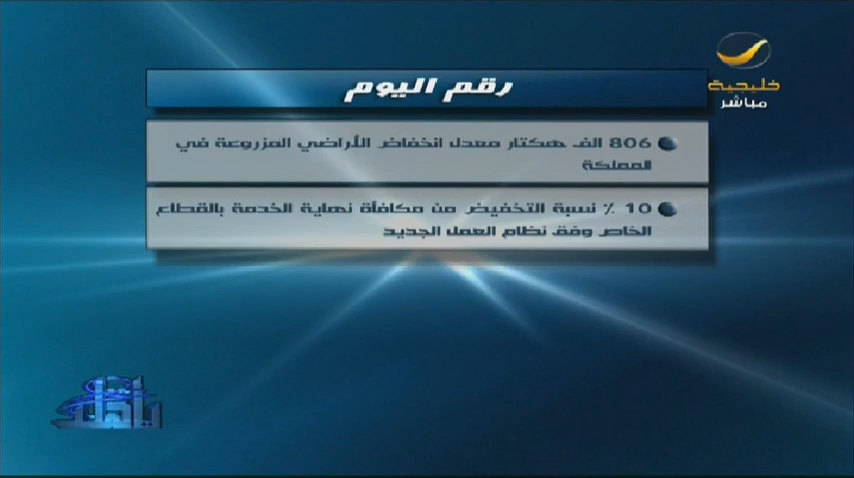 رقم اليوم
خليجية
مباشر
806 الف هكتار معدل انخفاض الأراضي المزروعة في
المملكة
10 ٪ نسبة التخفيض من مكافأة نهاية الخدمة بالقطاع
الخاص وفق نظام العمل الجديد
ياهلا